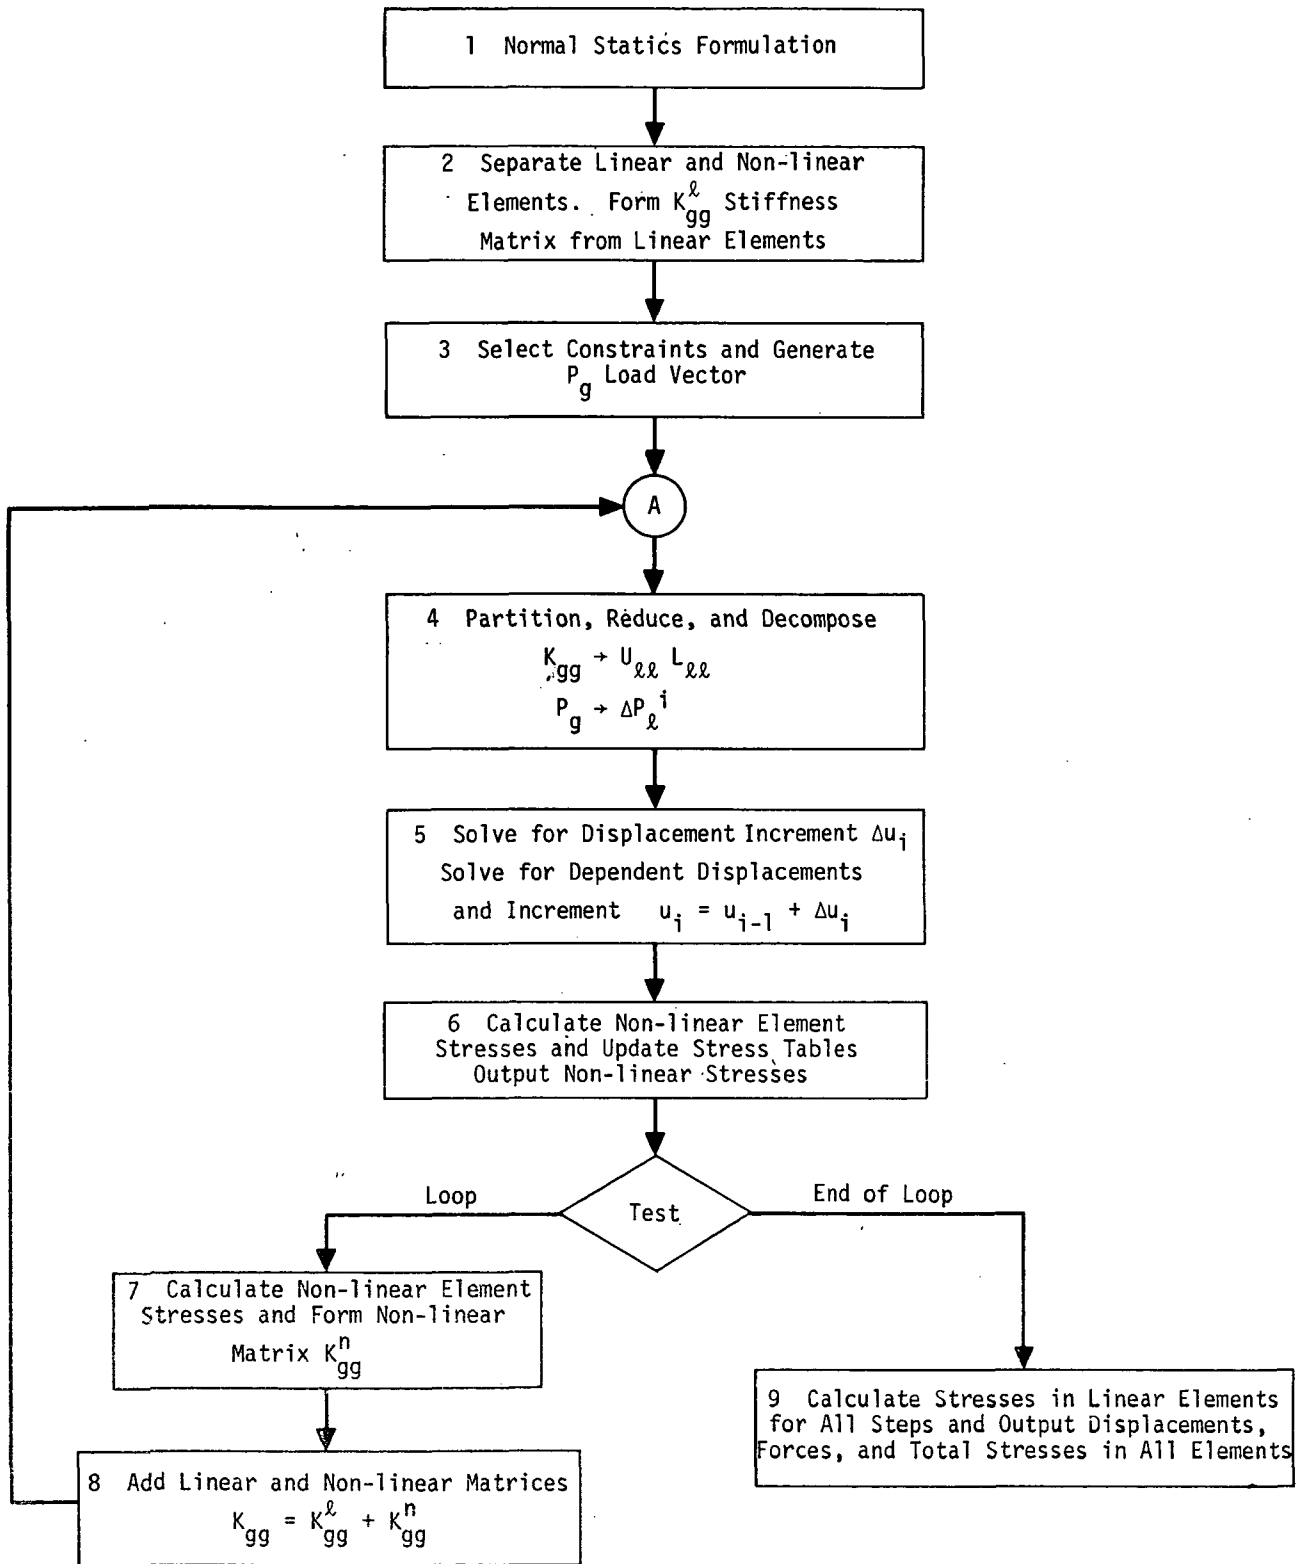 1 Normal Statics Formulation
2 Separate Linear and Non-linear
Elements. Form K^ℓ_gg Stiffness
Matrix from Linear Elements
3 Select Constraints and Generate
P_g Load Vector
A
4 Partition, Reduce, and Decompose
K_gg → U_ℓℓ L_ℓℓ
P_g → ΔP_ℓ^i
5 Solve for Displacement Increment Δu_i
Solve for Dependent Displacements
and Increment u_i = u_i-1 + Δu_i
6 Calculate Non-linear Element
Stresses and Update Stress Tables
Output Non-linear Stresses
Loop
Test
End of Loop
7 Calculate Non-linear Element
Stresses and Form Non-linear
Matrix K^n_gg
8 Add Linear and Non-linear Matrices
K_gg = K^ℓ_gg + K^n_gg
9 Calculate Stresses in Linear Elements
for All Steps and Output Displacements,
Forces, and Total Stresses in All Elements